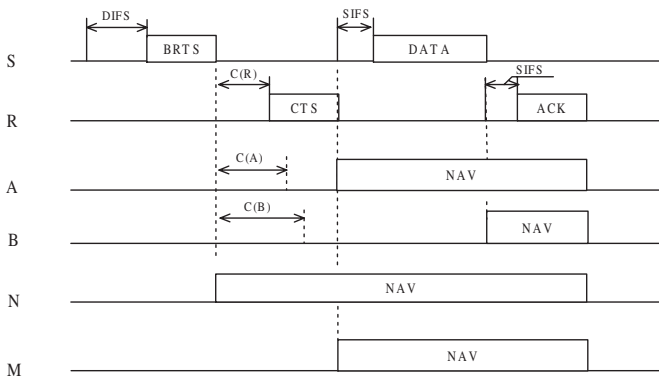 DIFS
SIFS
S
BRTS
DATA
C(R)
SIFS
R
CTS
ACK
C(A)
A
NAV
C(B)
B
NAV
N
NAV
M
NAV